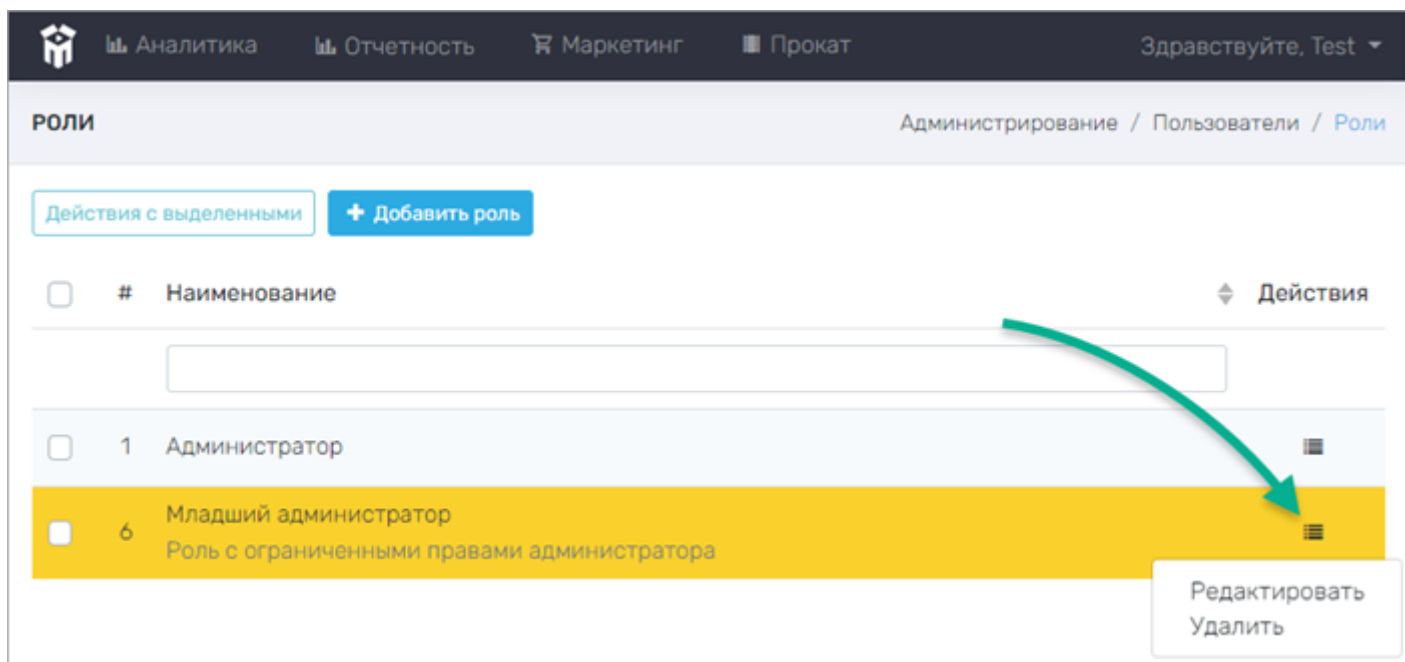 Аналитика Отчетность Маркетинг Прокат Здравствуйте, Test
РОЛИ Администрирование / Пользователи / Роли
Действия с выделенными + Добавить роль
# Наименование Действия
1 Администратор
6 Младший администратор
Роль с ограниченными правами администратора
Редактировать
Удалить